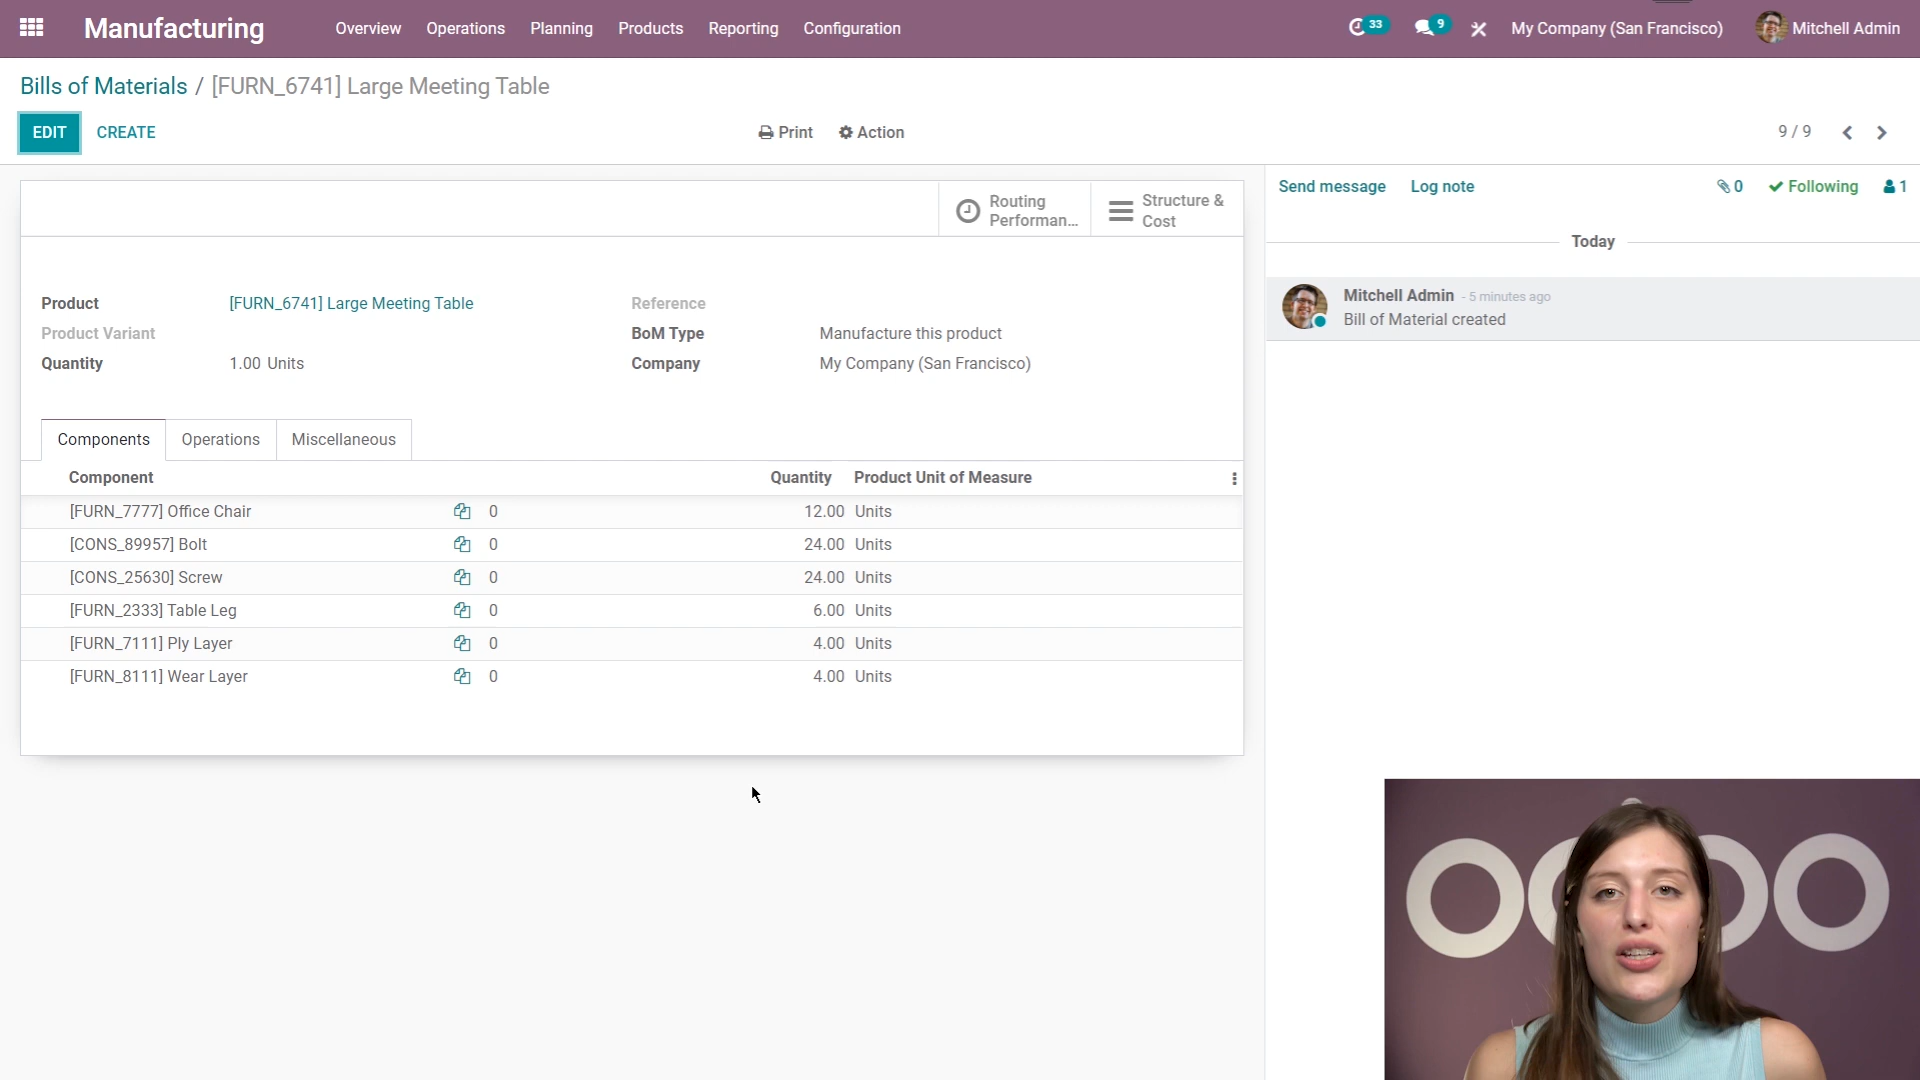 Manufacturing Overview Operations Planning Products Reporting Configuration 33 9 My Company (San Francisco) Mitchell Admin
Bills of Materials / [FURN_6741] Large Meeting Table
EDIT CREATE Print Action 9 / 9
Routing Performan...
Structure & Cost
Product [FURN_6741] Large Meeting Table
Product Variant
Quantity 1.00 Units
Reference
BoM Type Manufacture this product
Company My Company (San Francisco)
Components Operations Miscellaneous
Component Quantity Product Unit of Measure
[FURN_7777] Office Chair 0 12.00 Units
[CONS_89957] Bolt 0 24.00 Units
[CONS_25630] Screw 0 24.00 Units
[FURN_2333] Table Leg 0 6.00 Units
[FURN_7111] Ply Layer 0 4.00 Units
[FURN_8111] Wear Layer 0 4.00 Units
Send message Log note 0 Following 1
Today
Mitchell Admin - 5 minutes ago
Bill of Material created
odoo